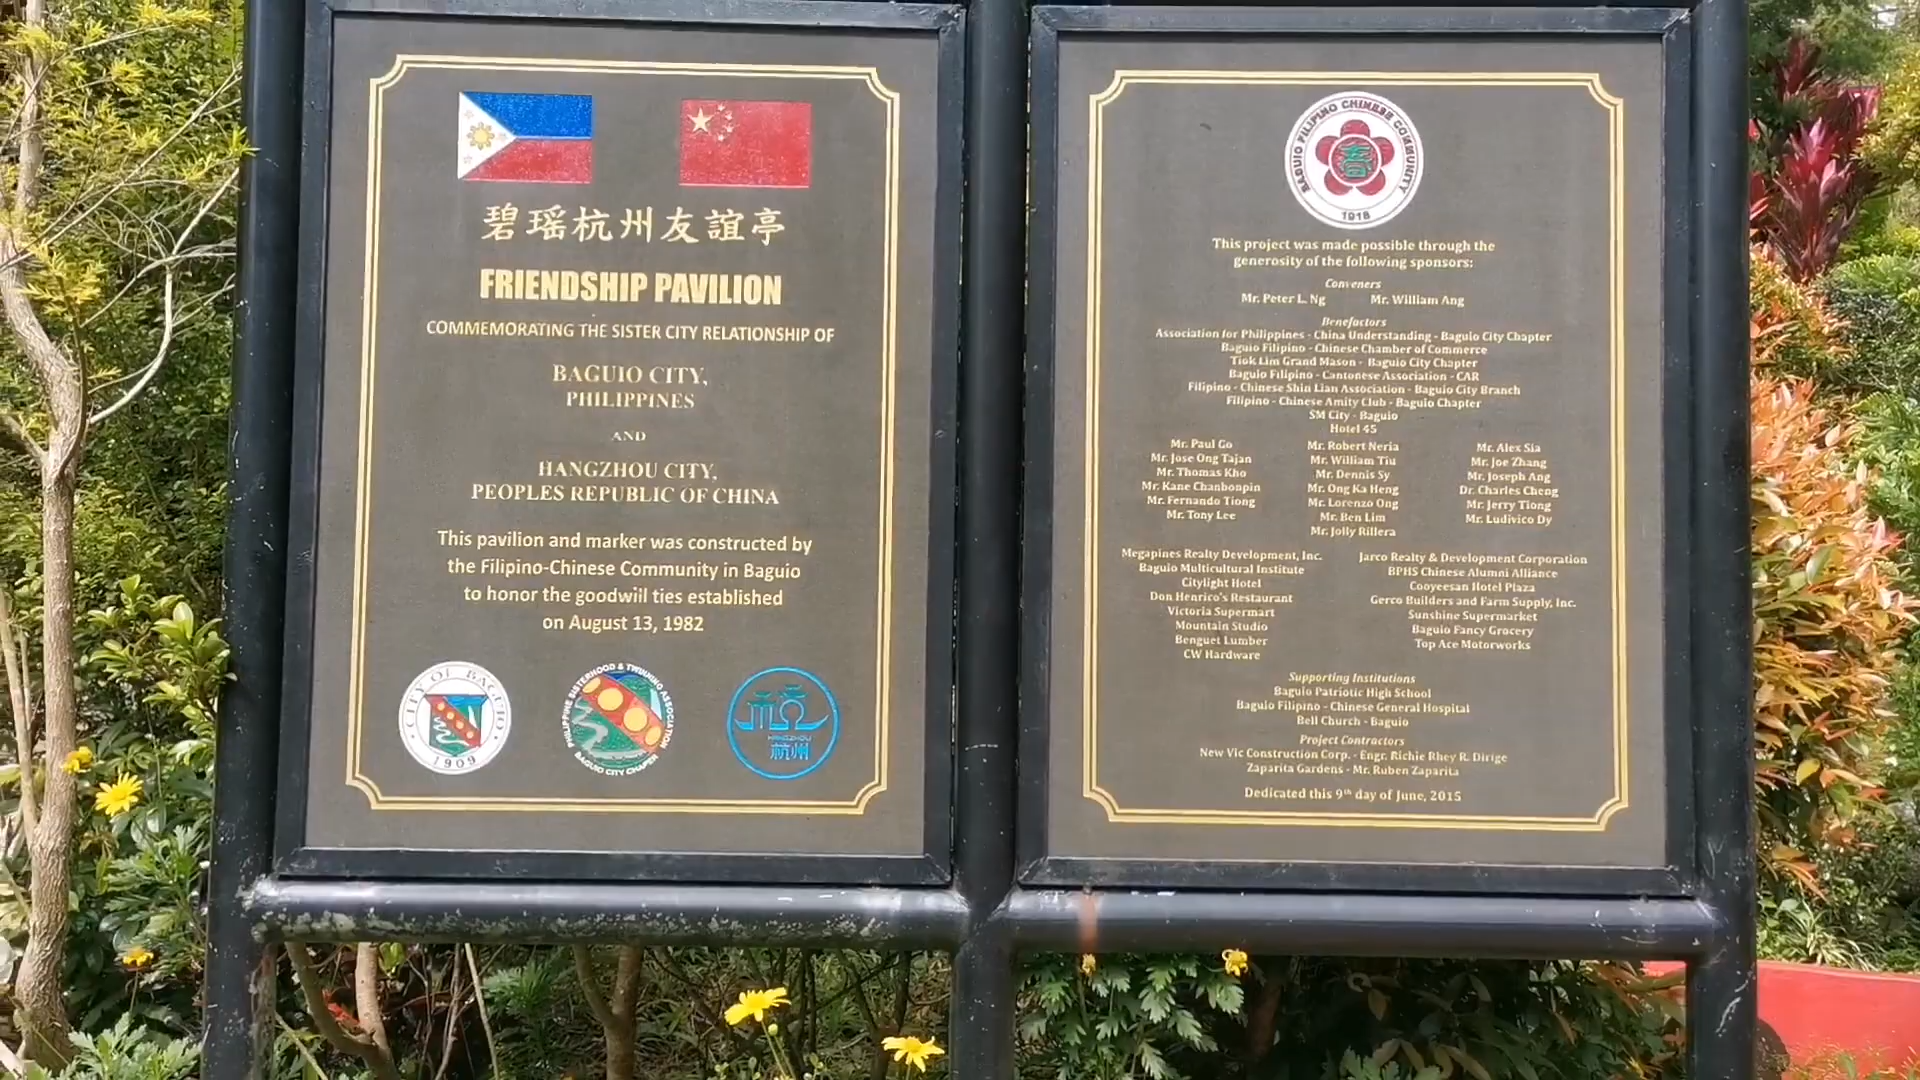 碧瑶杭州友誼亭
FRIENDSHIP PAVILION
COMMEMORATING THE SISTER CITY RELATIONSHIP OF
BAGUIO CITY,
PHILIPPINES
AND
HANGZHOU CITY,
PEOPLES REPUBLIC OF CHINA
This pavilion and marker was constructed by
the Filipino-Chinese Community in Baguio
to honor the goodwill ties established
on August 13, 1982
CITY OF BAGUIO
1909
PHILIPPINE SISTERHOOD & TWINNING ASSOCIATION
BAGUIO CITY CHAPTER
HANGZHOU
杭州
BAGUIO FILIPINO CHINESE COMMUNITY
1918
This project was made possible through the
generosity of the following sponsors:
Conveners
Mr. Peter L. Ng Mr. William Ang
Benefactors
Association for Philippines - China Understanding - Baguio City Chapter
Baguio Filipino - Chinese Chamber of Commerce
Tiok Lim Grand Mason - Baguio City Chapter
Baguio Filipino - Cantonese Association - CAR
Filipino - Chinese Shin Lian Association - Baguio City Branch
Filipino - Chinese Amity Club - Baguio Chapter
SM City - Baguio
Hotel 45
Mr. Paul Go
Mr. Jose Ong Tajan
Mr. Thomas Kho
Mr. Kane Chanbonpin
Mr. Fernando Tiong
Mr. Tony Lee
Mr. Robert Neria
Mr. William Tiu
Mr. Dennis Sy
Mr. Ong Ka Heng
Mr. Lorenzo Ong
Mr. Ben Lim
Mr. Jolly Rillera
Mr. Alex Sia
Mr. Joe Zhang
Mr. Joseph Ang
Dr. Charles Cheng
Mr. Jerry Tiong
Mr. Ludivico Dy
Megapines Realty Development, Inc.
Baguio Multicultural Institute
Citylight Hotel
Don Henrico's Restaurant
Victoria Supermart
Mountain Studio
Benguet Lumber
CW Hardware
Jarco Realty & Development Corporation
BPHS Chinese Alumni Alliance
Cooyeesan Hotel Plaza
Gerco Builders and Farm Supply, Inc.
Sunshine Supermarket
Baguio Fancy Grocery
Top Ace Motorworks
Supporting Institutions
Baguio Patriotic High School
Baguio Filipino - Chinese General Hospital
Bell Church - Baguio
Project Contractors
New Vic Construction Corp. - Engr. Richie Rhey R. Dirige
Zaparita Gardens - Mr. Ruben Zaparita
Dedicated this 9th day of June, 2015